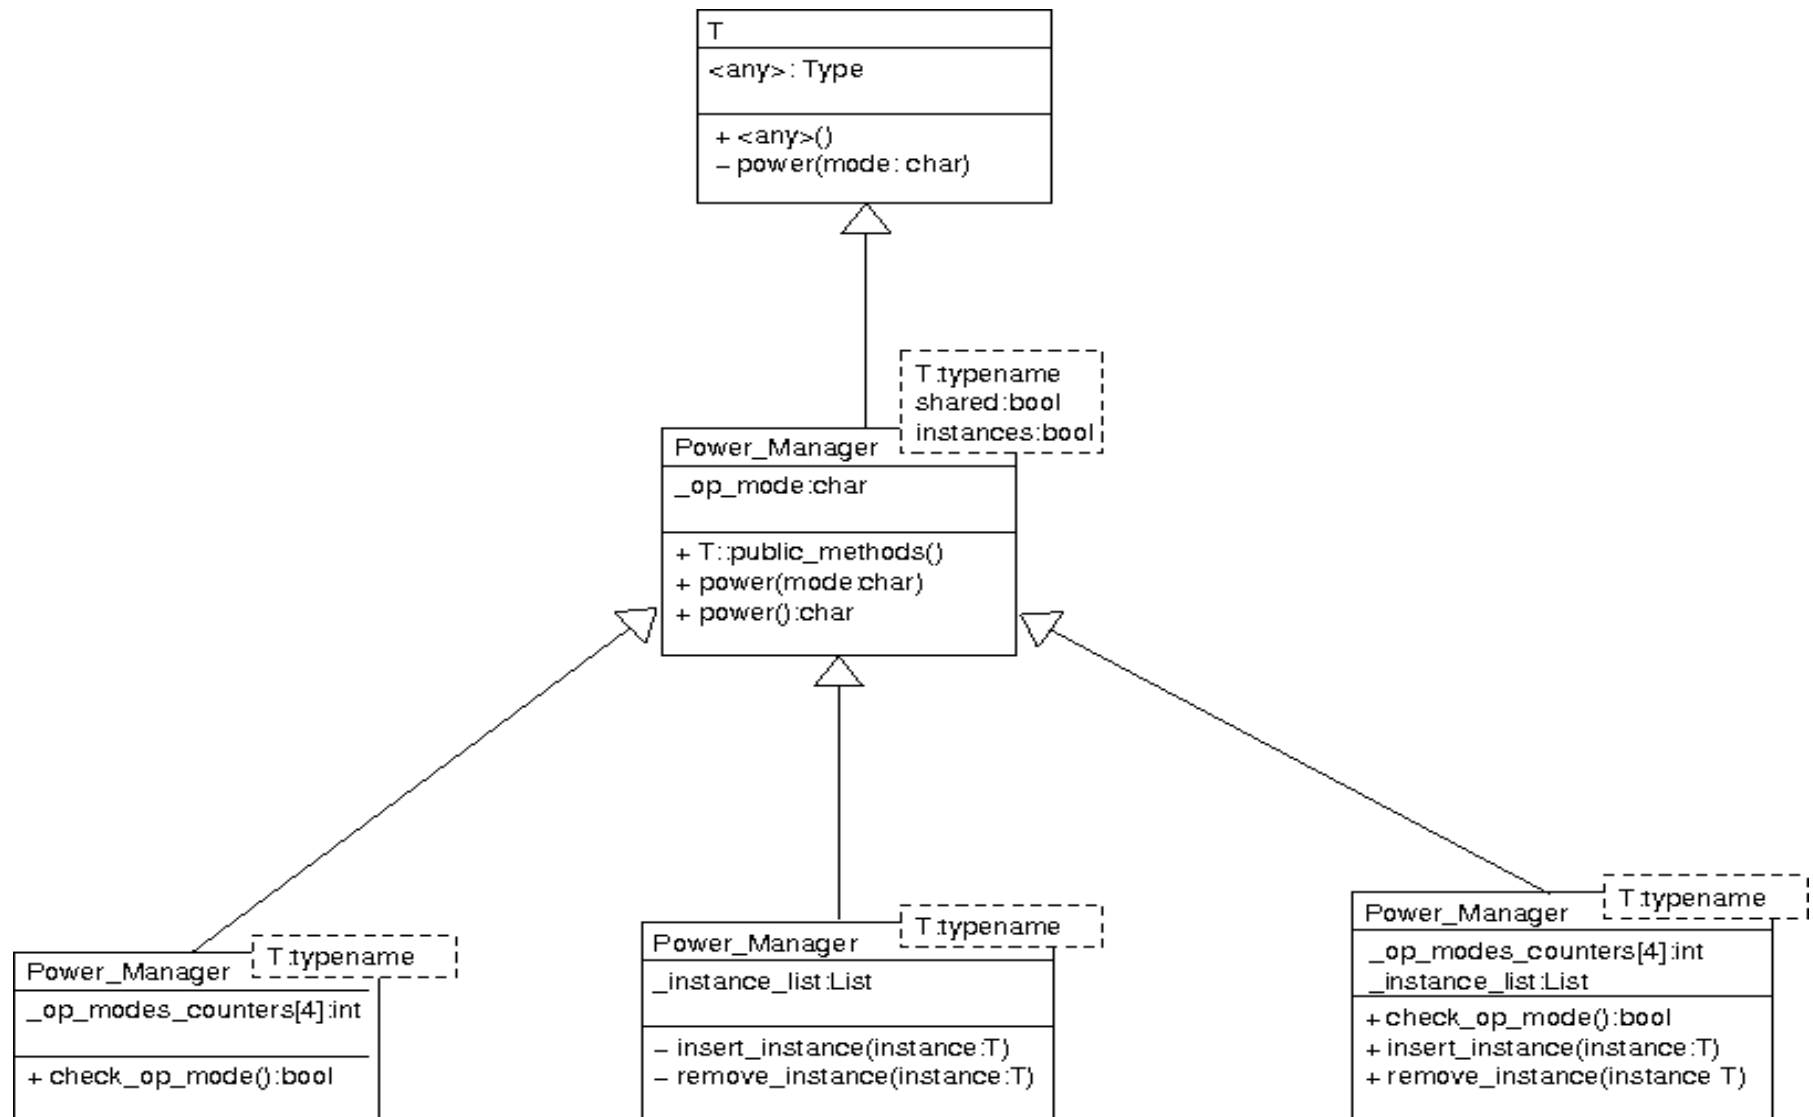 T
<any>: Type
+ <any>()
– power(mode: char)
T:typename
shared:bool
instances:bool
Power_Manager
_op_mode:char
+ T::public_methods()
+ power(mode:char)
+ power():char
T:typename
Power_Manager
_op_modes_counters[4]:int
+ check_op_mode():bool
T:typename
Power_Manager
_instance_list:List
– insert_instance(instance:T)
– remove_instance(instance:T)
T:typename
Power_Manager
_op_modes_counters[4]:int
_instance_list:List
+ check_op_mode():bool
+ insert_instance(instance:T)
+ remove_instance(instance T)